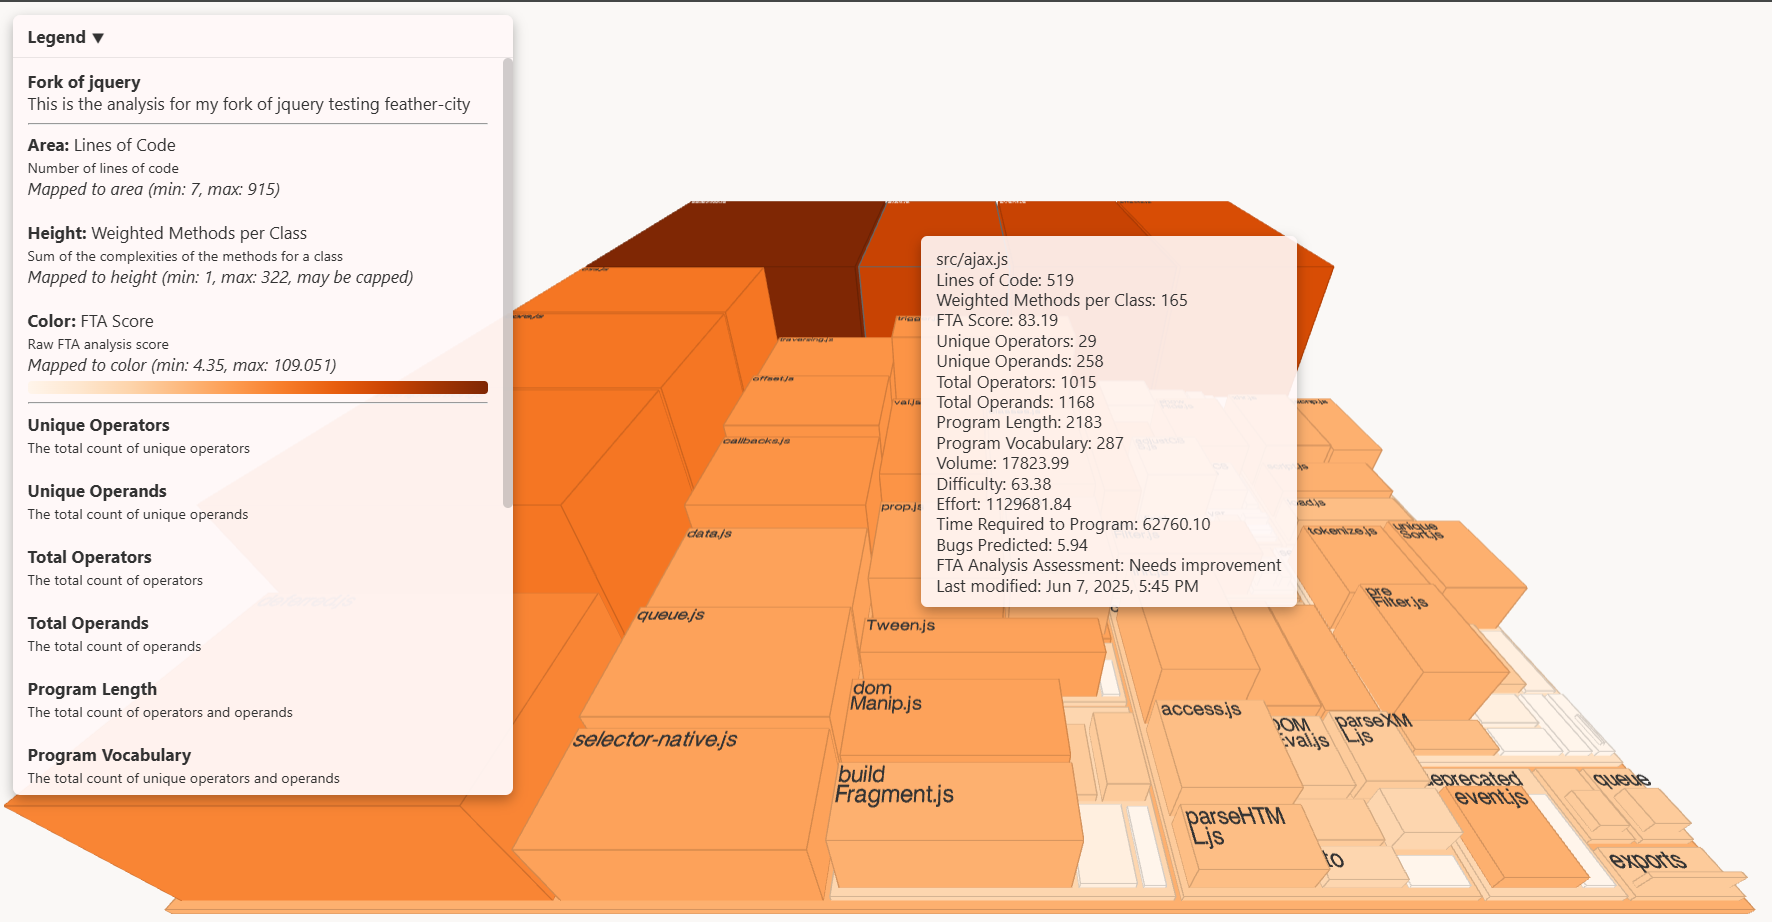 Legend ▼
Fork of jquery
This is the analysis for my fork of jquery testing feather-city
Area: Lines of Code
Number of lines of code
Mapped to area (min: 7, max: 915)
Height: Weighted Methods per Class
Sum of the complexities of the methods for a class
Mapped to height (min: 1, max: 322, may be capped)
Color: FTA Score
Raw FTA analysis score
Mapped to color (min: 4.35, max: 109.051)
Unique Operators
The total count of unique operators
Unique Operands
The total count of unique operands
Total Operators
The total count of operators
Total Operands
The total count of operands
Program Length
The total count of operators and operands
Program Vocabulary
The total count of unique operators and operands
src/ajax.js
Lines of Code: 519
Weighted Methods per Class: 165
FTA Score: 83.19
Unique Operators: 29
Unique Operands: 258
Total Operators: 1015
Total Operands: 1168
Program Length: 2183
Program Vocabulary: 287
Volume: 17823.99
Difficulty: 63.38
Effort: 1129681.84
Time Required to Program: 62760.10
Bugs Predicted: 5.94
FTA Analysis Assessment: Needs improvement
Last modified: Jun 7, 2025, 5:45 PM
traversing.js
offset.js
val.js
callbacks.js
prop.js
data.js
tokenize.js
unique
Sort.js
pre
Filter.js
queue.js
Tween.js
dom
Manip.js
access.js
parseXM
L.js
selector-native.js
build
Fragment.js
event.js
queue
parseHTM
L.js
exports